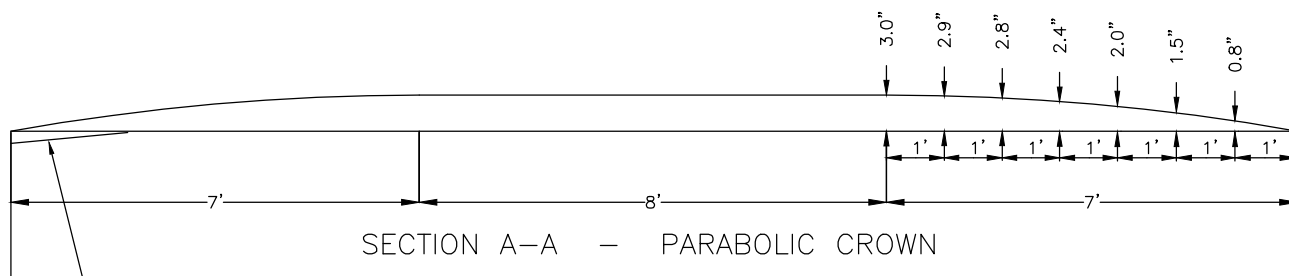 3.0" 2.9" 2.8" 2.4" 2.0" 1.5" 0.8"
1' 1' 1' 1' 1' 1' 1'
7' 8' 7'
SECTION A-A - PARABOLIC CROWN